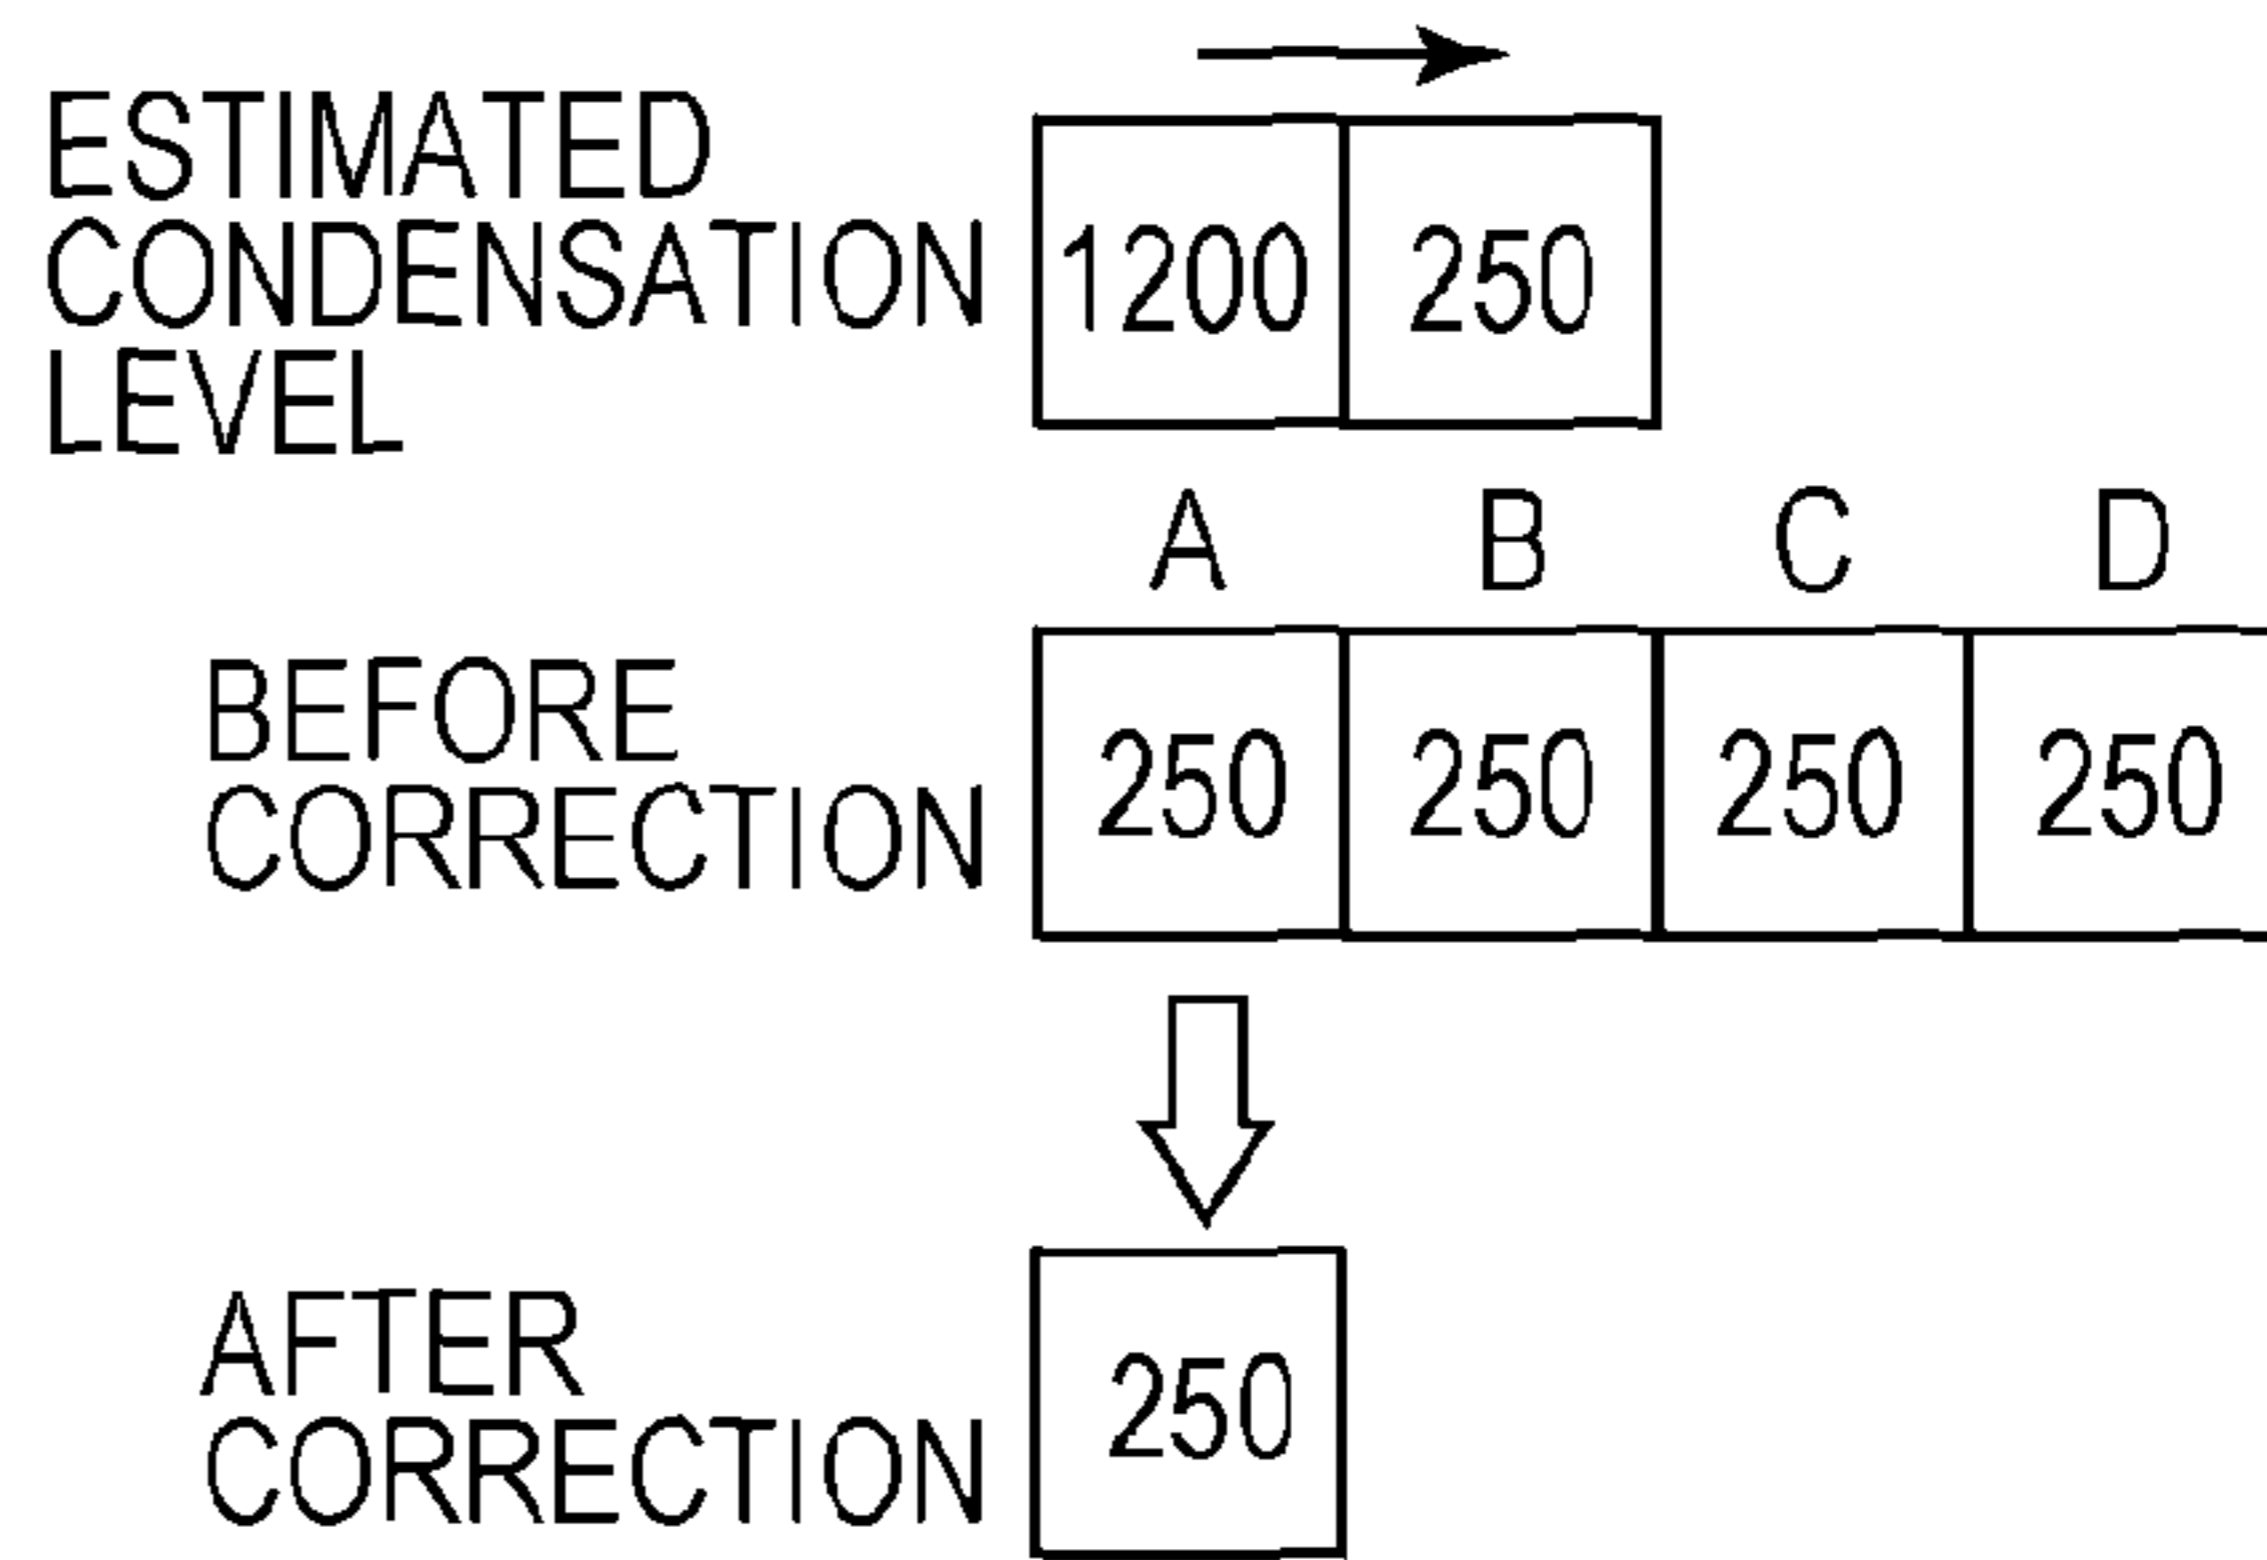 ESTIMATED
CONDENSATION 1200 250
LEVEL
A B C D
BEFORE
CORRECTION 250 250 250 250
AFTER
CORRECTION 250